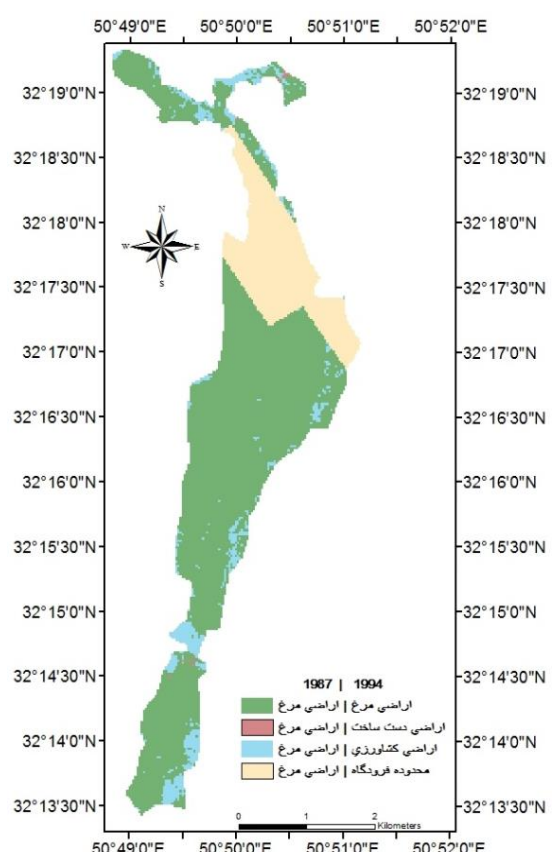 50°49'0"E 50°50'0"E 50°51'0"E 50°52'0"E
32°19'0"N 32°19'0"N
32°18'30"N 32°18'30"N
32°18'0"N 32°18'0"N
32°17'30"N 32°17'30"N
32°17'0"N 32°17'0"N
32°16'30"N 32°16'30"N
32°16'0"N 32°16'0"N
32°15'30"N 32°15'30"N
32°15'0"N 32°15'0"N
32°14'30"N 32°14'30"N
32°14'0"N 32°14'0"N
32°13'30"N 32°13'30"N
N
W E
S
1987 | 1994
اراضي مرغ | اراضي مرغ
اراضي دست ساخت | اراضي مرغ
اراضي كشاورزي | اراضي مرغ
محدوده فرودگاه | اراضي مرغ
0 1 2
Kilometers
50°49'0"E 50°50'0"E 50°51'0"E 50°52'0"E